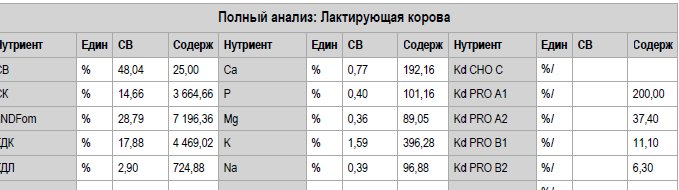 Полный анализ: Лактирующая корова
Нутриент Един СВ Содерж Нутриент Един СВ Содерж Kd Нутриент Един СВ Содерж
СВ % 48,04 25,00 Ca % 0,77 192,16 Kd CHO C %/
СК % 14,66 3 664,66 P % 0,40 101,16 Kd PRO A1 %/ 200,00
NDFom % 28,79 7 196,36 Mg % 0,36 89,05 Kd PRO A2 %/ 37,40
КДК % 17,88 4 469,02 K % 1,59 396,28 Kd PRO B1 %/ 11,10
КДЛ % 2,90 724,88 Na % 0,39 96,88 Kd PRO B2 %/ 6,30